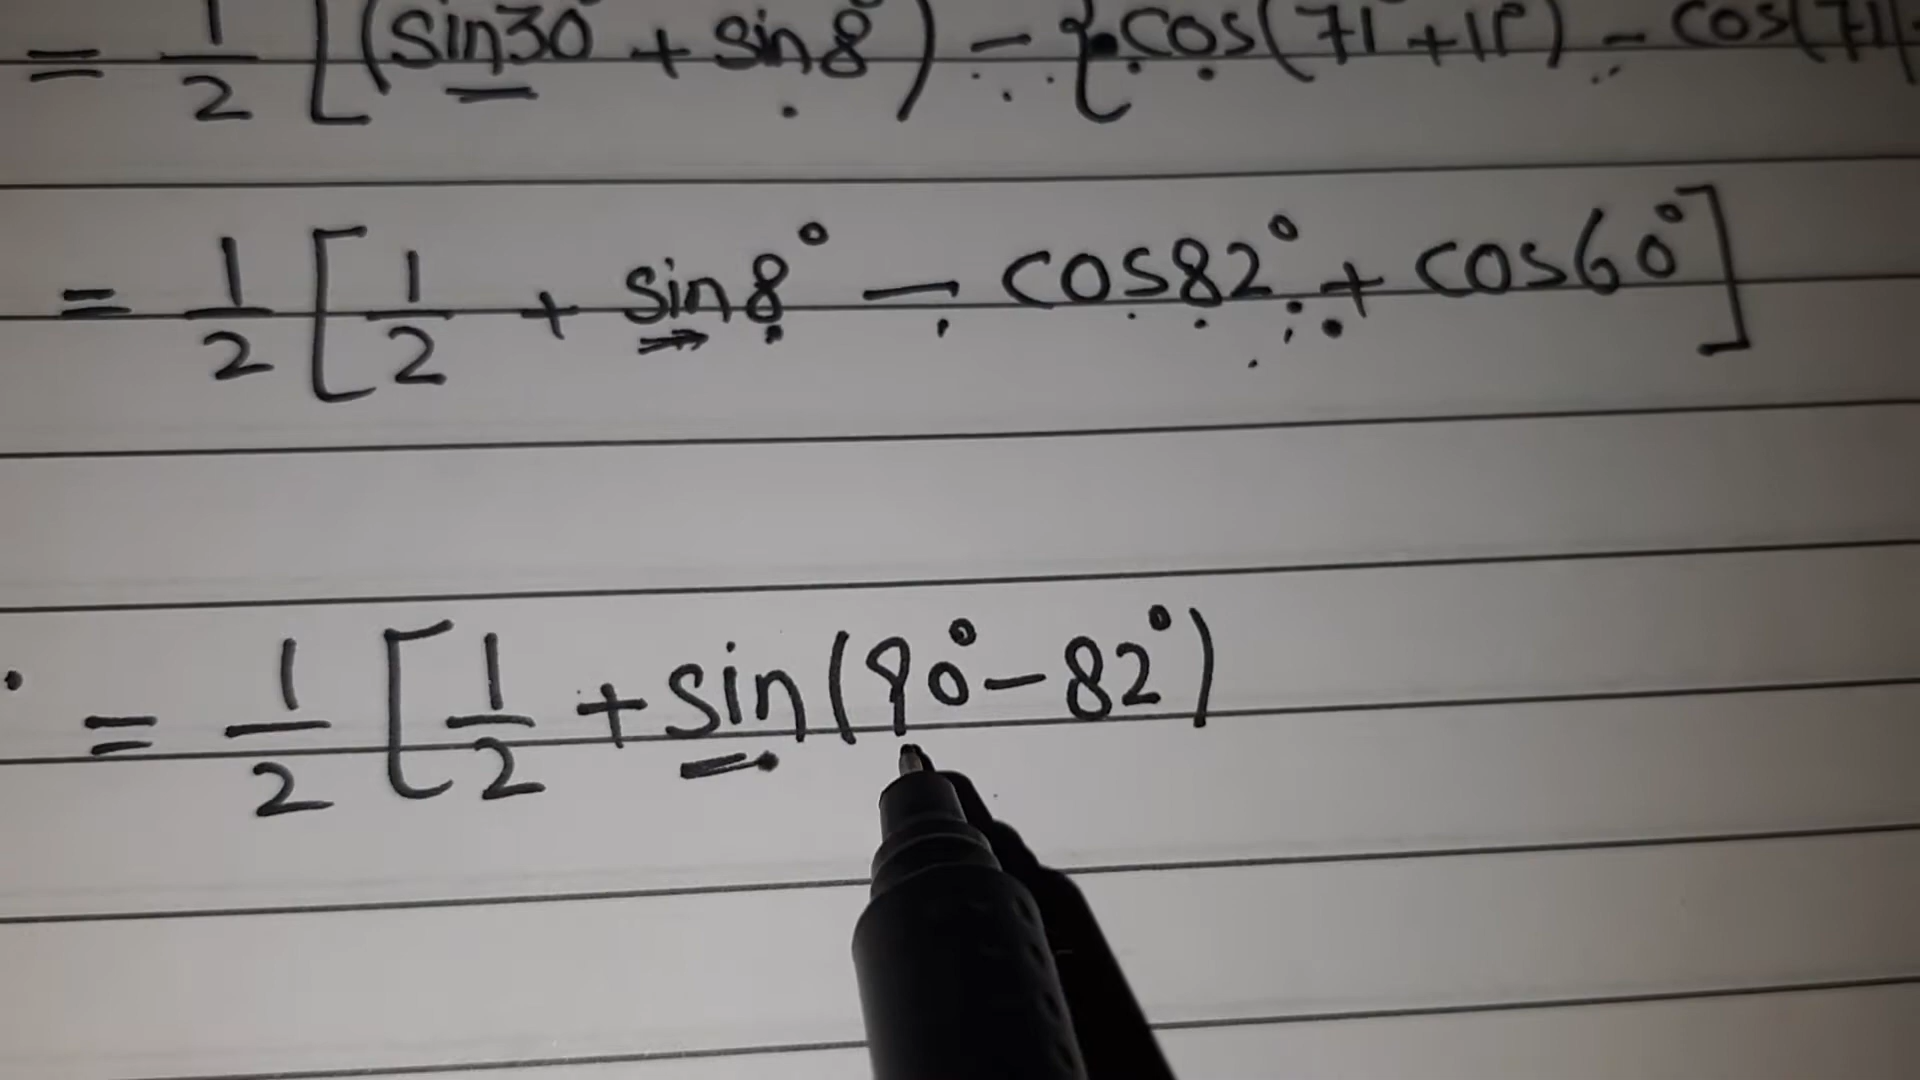 = 1/2 [(sin30° + sin8°) - {cos(71° + 11°) - cos(71
= 1/2 [1/2 + sin8° - cos82° + cos60°]
= 1/2 [1/2 + sin(90° - 82°)